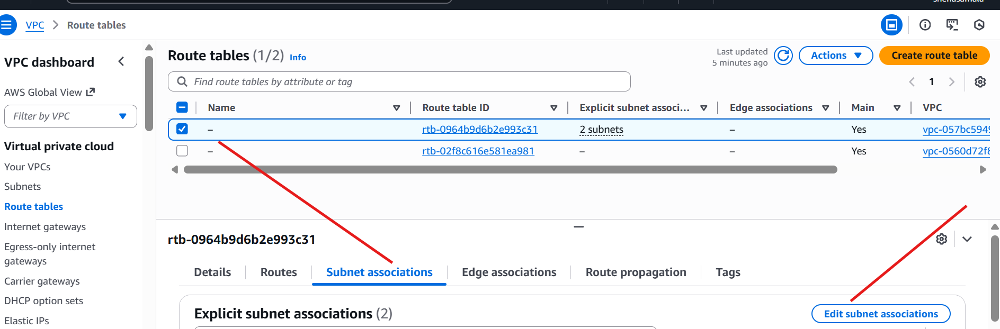 VPC > Route tables
VPC dashboard
AWS Global View
Filter by VPC
Virtual private cloud
Your VPCs
Subnets
Route tables
Internet gateways
Egress-only internet
gateways
Carrier gateways
DHCP option sets
Elastic IPs
Route tables (1/2) Info
Last updated
5 minutes ago
Actions
Create route table
Find route tables by attribute or tag
1
Name Route table ID Explicit subnet associ... Edge associations Main VPC
– rtb-0964b9d6b2e993c31 2 subnets – Yes vpc-057bc594
– rtb-02f8c616e581ea981 – – Yes vpc-0560d72f
rtb-0964b9d6b2e993c31
Details Routes Subnet associations Edge associations Route propagation Tags
Explicit subnet associations (2)
Edit subnet associations